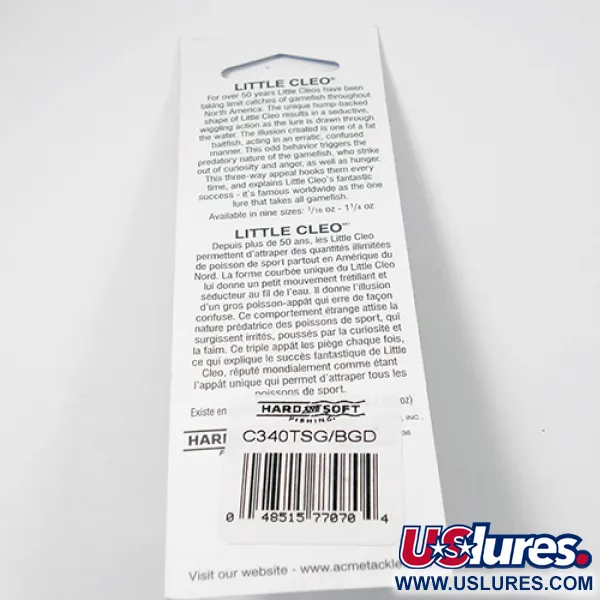 LITTLE CLEO™
For over 50 years Little Cleos have been
taking limit catches of gamefish throughout
North America. The unique hump-backed
shape of Little Cleo results in a seductive,
wiggling action as the lure is drawn through
the water. The illusion created is one of a fat
baitfish, acting in an erratic, confused
manner. This odd behavior triggers the
predatory nature of the gamefish, who strike
out of curiosity and anger, as well as hunger.
This three-way appeal hooks them every
time, and explains Little Cleo's fantastic
success - it's famous worldwide as the one
lure that takes all gamefish.
Available in nine sizes: 1/16 oz - 1 1/4 oz
LITTLE CLEO™
Depuis plus de 50 ans, les Little Cleo
permettent d'attraper des quantités illimitées
de poisson de sport partout en Amérique du
Nord. La forme courbée unique du Little Cleo
lui donne un petit mouvement frétillant et
séducteur au fil de l'eau. Il donne l'illusion
d'un gros poisson-appât qui erre de façon
confuse. Ce comportement étrange attise la
nature prédatrice des poissons de sport, qui
surgissent irrités, poussés par la curiosité et
la faim. Ce triple appât les piège chaque fois,
ce qui explique le succès fantastique de Little
Cleo, réputé mondialement comme étant
l'appât unique qui permet d'attraper tous les
poissons de sport.
Existe en oz)
HARD SOFT
FISHING
INC.
HARD
C340TSG/BGD
0 48515 77070 4
Visit our website - www.acmetackle
USlures.
WWW.USLURES.COM